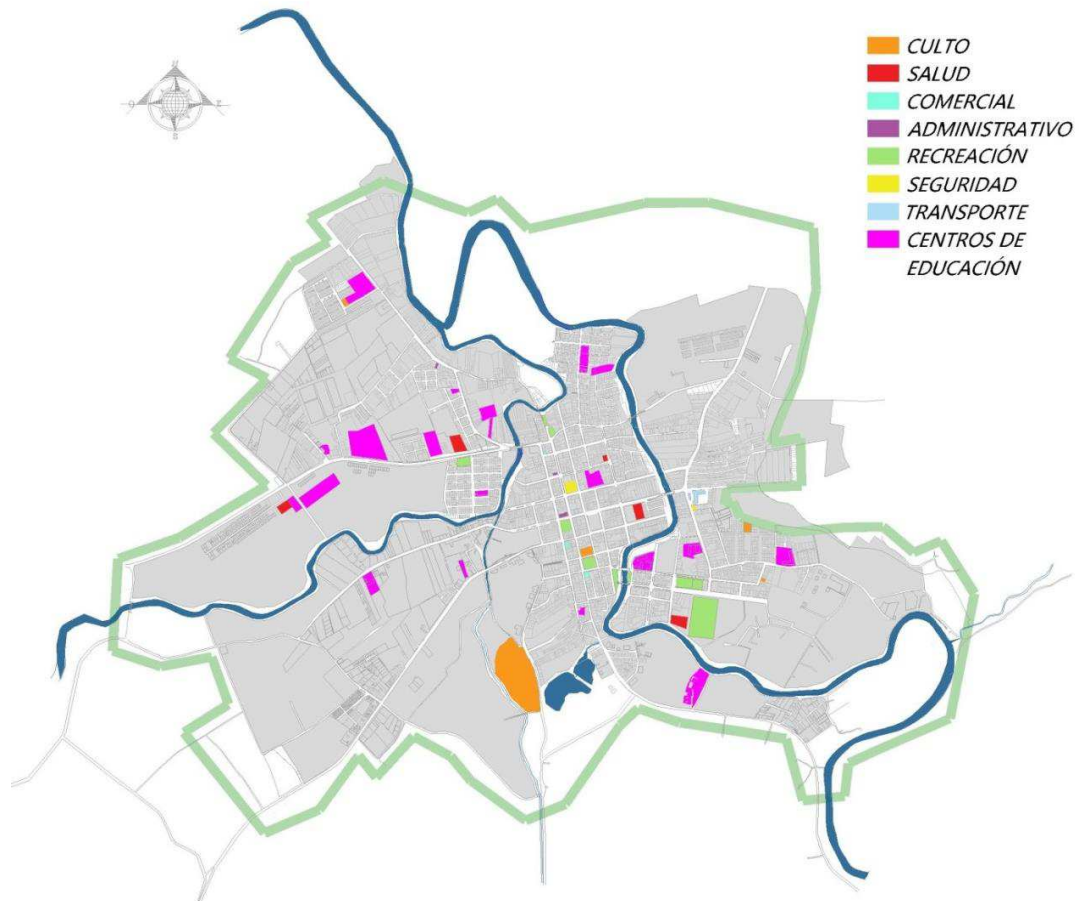 CULTO
SALUD
COMERCIAL
ADMINISTRATIVO
RECREACIÓN
SEGURIDAD
TRANSPORTE
CENTROS DE
EDUCACIÓN